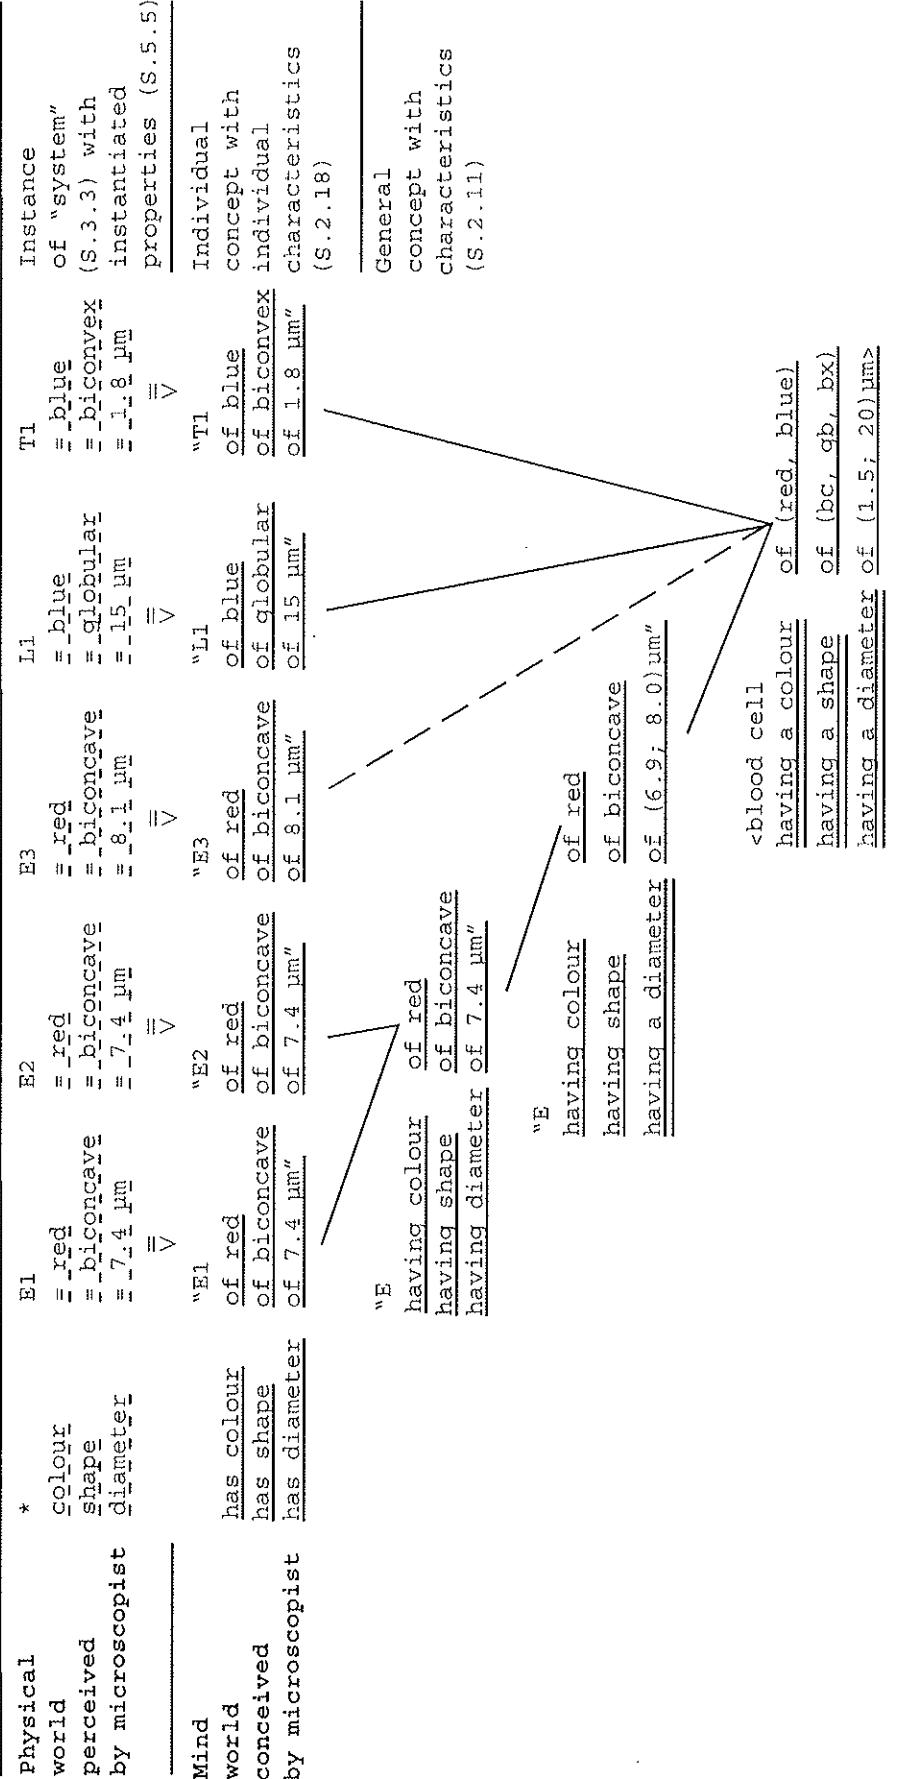 Physical world perceived by microscopist
*
colour
shape
diameter
E1
= red
= biconcave
= 7.4 µm
E2
= red
= biconcave
= 7.4 µm
E3
= red
= biconcave
= 8.1 µm
L1
= blue
= globular
= 15 µm
T1
= blue
= biconvex
= 1.8 µm
Instance
of "system"
(S.3.3) with
instantiated
properties (S.5.5)
Mind
world
conceived
by microscopist
has colour
has shape
has diameter
"E1
of red
of biconcave
of 7.4 µm"
"E2
of red
of biconcave
of 7.4 µm"
"E3
of red
of biconcave
of 8.1 µm"
"L1
of blue
of globular
of 15 µm"
"T1
of blue
of biconvex
of 1.8 µm"
Individual
concept with
individual
characteristics
(S.2.18)
"E
having colour of red
having shape of biconcave
having diameter of 7.4 µm"
General
concept with
characteristics
(S.2.11)
"E
having colour of red
having shape of biconcave
having a diameter of (6.9; 8.0)µm"
<blood cell
having a colour of (red, blue)
having a shape of (bc, gb, bx)
having a diameter of (1.5; 20)µm>